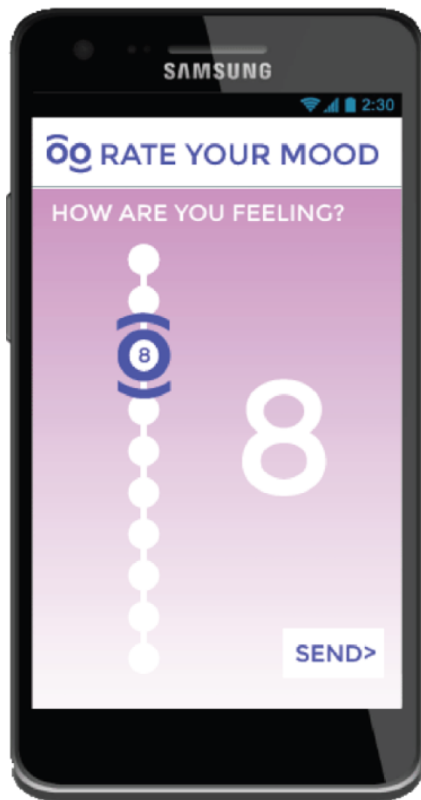 SAMSUNG
2:30
RATE YOUR MOOD
HOW ARE YOU FEELING?
8
8
SEND>